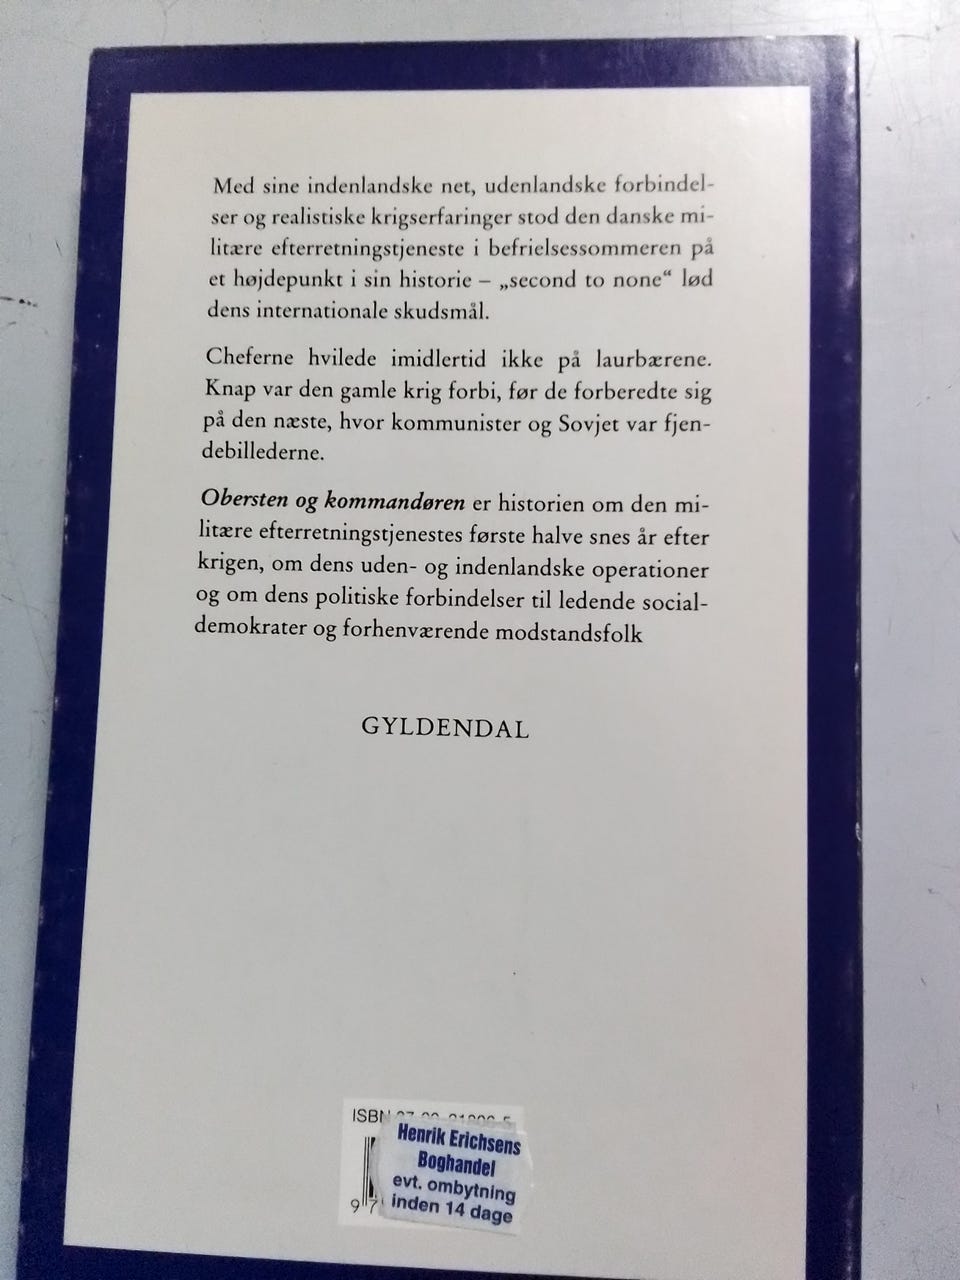 Med sine indenlandske net, udenlandske forbindel-
ser og realistiske krigserfaringer stod den danske mi-
litære efterretningstjeneste i befrielsessommeren på
et højdepunkt i sin historie – „second to none“ lød
dens internationale skudsmål.
Cheferne hvilede imidlertid ikke på laurbærene.
Knap var den gamle krig forbi, før de forberedte sig
på den næste, hvor kommunister og Sovjet var fjen-
debillederne.
Obersten og kommandøren er historien om den mi-
litære efterretningstjenestes første halve snes år efter
krigen, om dens uden- og indenlandske operationer
og om dens politiske forbindelser til ledende social-
demokrater og forhenværende modstandsfolk
GYLDENDAL
ISBN
Henrik Erichsens
Boghandel
evt. ombytning
inden 14 dage
97